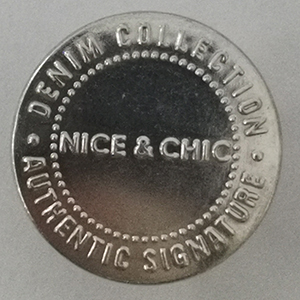 DENIM COLLECTION
NICE & CHIC
AUTHENTIC SIGNATURE